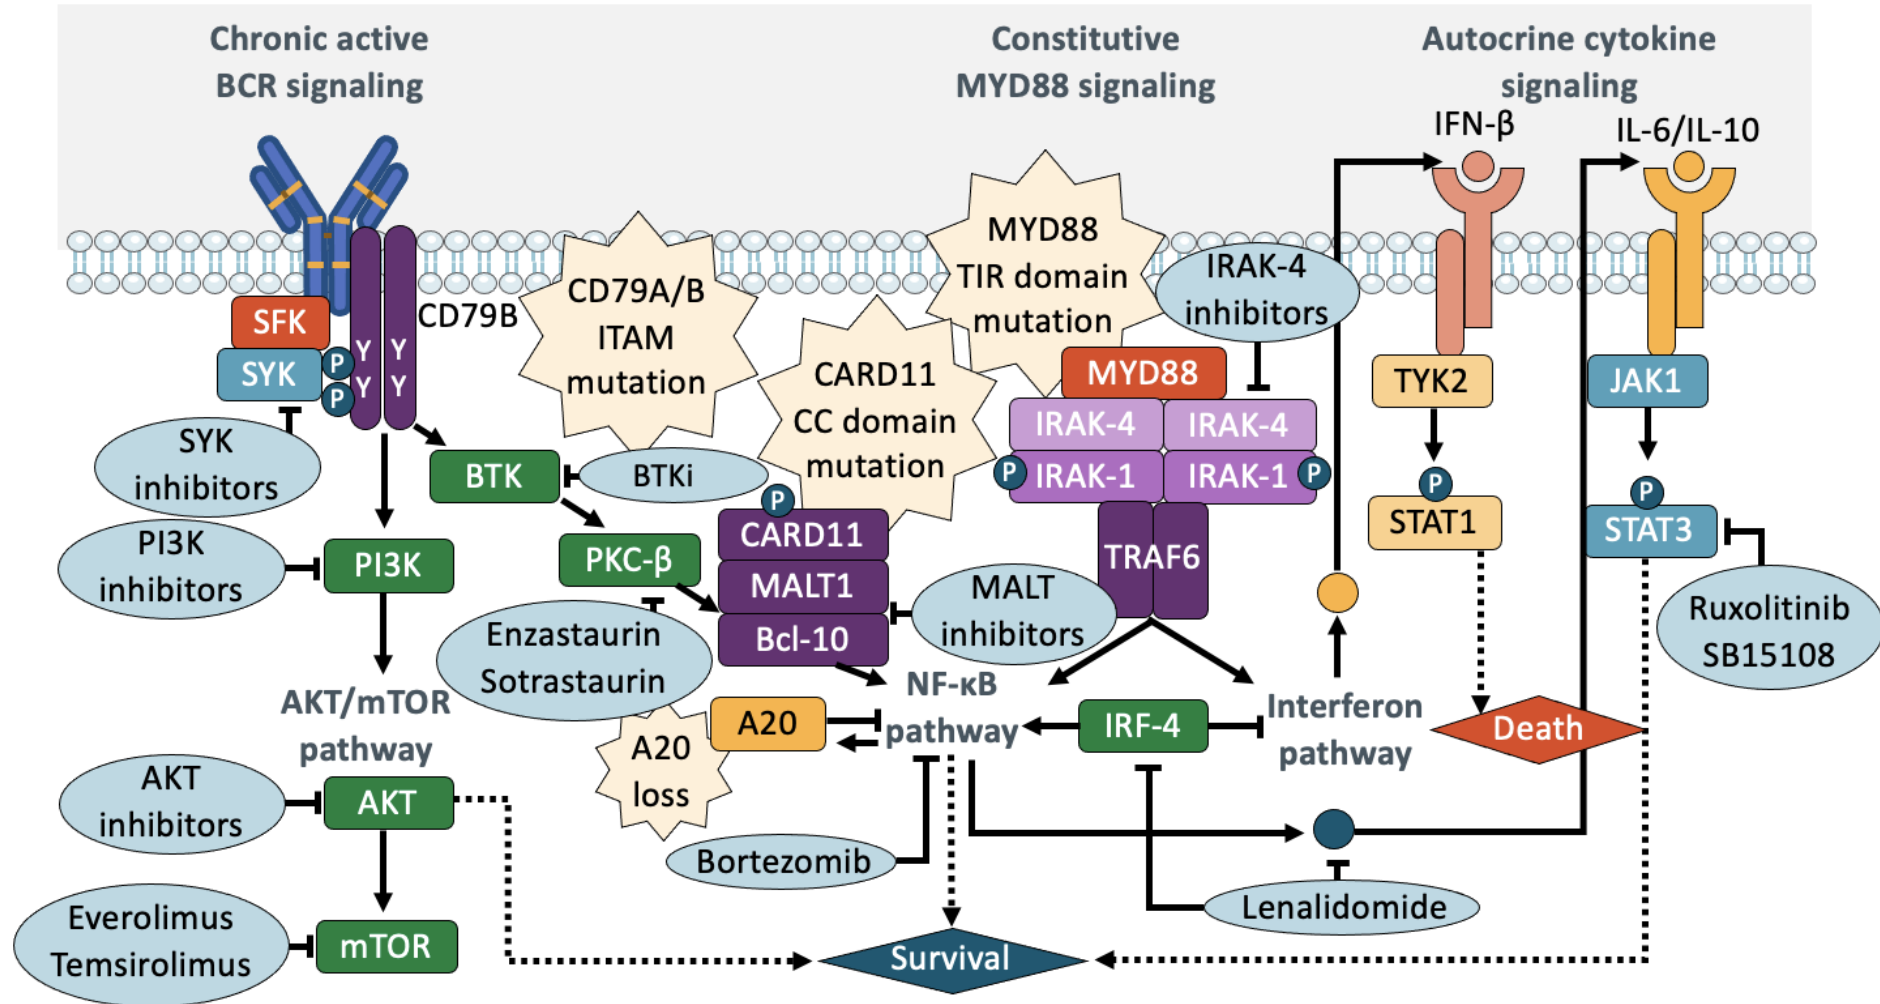 Chronic active
BCR signaling
Constitutive
MYD88 signaling
Autocrine cytokine
signaling
IFN-β
IL-6/IL-10
SFK
SYK
P
P
Y
Y
Y
Y
CD79B
CD79A/B
ITAM
mutation
MYD88
TIR domain
mutation
IRAK-4
inhibitors
CARD11
CC domain
mutation
MYD88
IRAK-4
IRAK-4
P
IRAK-1
IRAK-1
P
TRAF6
TYK2
P
STAT1
JAK1
P
STAT3
Ruxolitinib
SB15108
SYK
inhibitors
BTK
BTKi
P
CARD11
MALT1
Bcl-10
MALT
inhibitors
PI3K
inhibitors
PI3K
PKC-β
Enzastaurin
Sotrastaurin
AKT/mTOR
pathway
A20
A20
loss
NF-κB
pathway
IRF-4
Interferon
pathway
Death
AKT
inhibitors
AKT
Bortezomib
Lenalidomide
Everolimus
Temsirolimus
mTOR
Survival